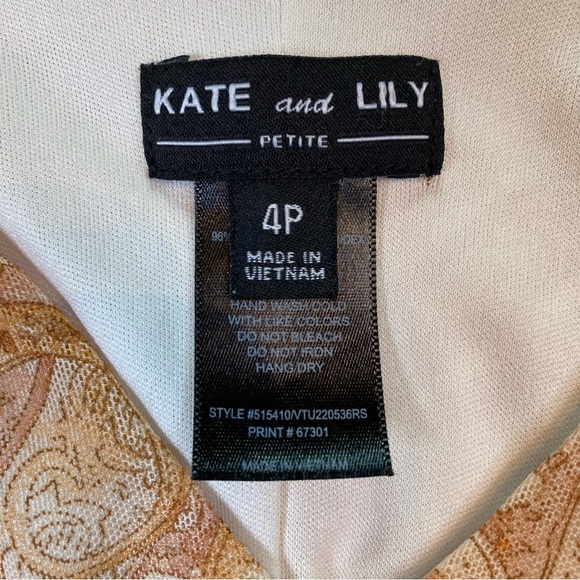 KATE and LILY
PETITE
4P
96%
MADE IN
VIETNAM
HAND WASH COLD
WITH LIKE COLORS
DO NOT BLEACH
DO NOT IRON
HANG DRY
STYLE #515410/VTU220536RS
PRINT # 67301
MADE IN VIETNAM